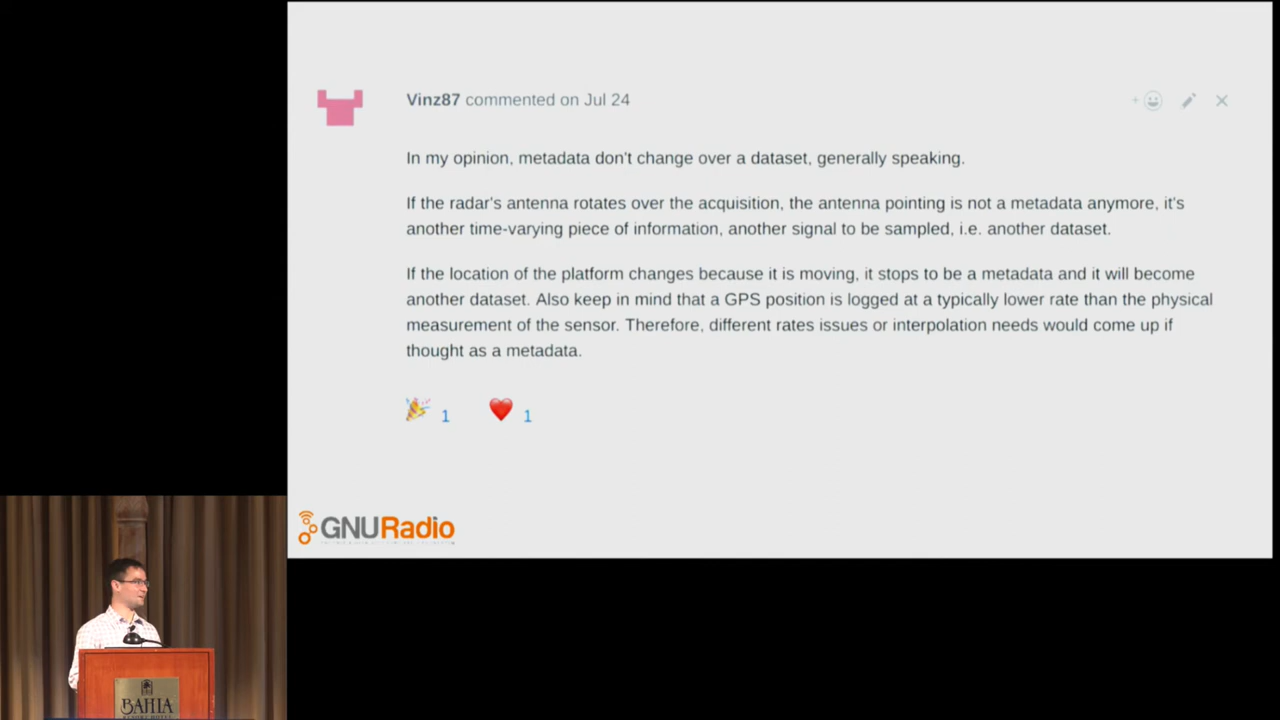 Vinz87 commented on Jul 24
In my opinion, metadata don't change over a dataset, generally speaking.
If the radar's antenna rotates over the acquisition, the antenna pointing is not a metadata anymore, it's
another time-varying piece of information, another signal to be sampled, i.e. another dataset.
If the location of the platform changes because it is moving, it stops to be a metadata and it will become
another dataset. Also keep in mind that a GPS position is logged at a typically lower rate than the physical
measurement of the sensor. Therefore, different rates issues or interpolation needs would come up if
thought as a metadata.
1 1
GNURadio
BAHIA